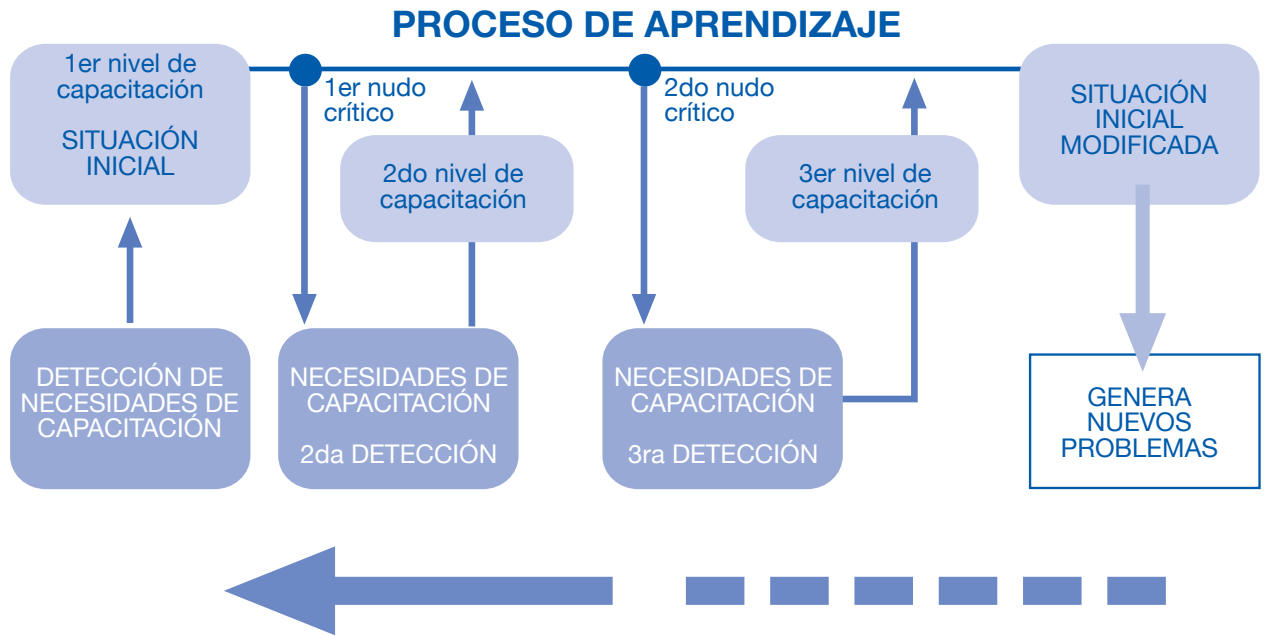 PROCESO DE APRENDIZAJE
1er nivel de
capacitación
SITUACIÓN
INICIAL
1er nudo
crítico
2do nivel de
capacitación
2do nudo
crítico
3er nivel de
capacitación
SITUACIÓN
INICIAL
MODIFICADA
DETECCIÓN DE
NECESIDADES DE
CAPACITACIÓN
NECESIDADES DE
CAPACITACIÓN
2da DETECCIÓN
NECESIDADES DE
CAPACITACIÓN
3ra DETECCIÓN
GENERA
NUEVOS
PROBLEMAS